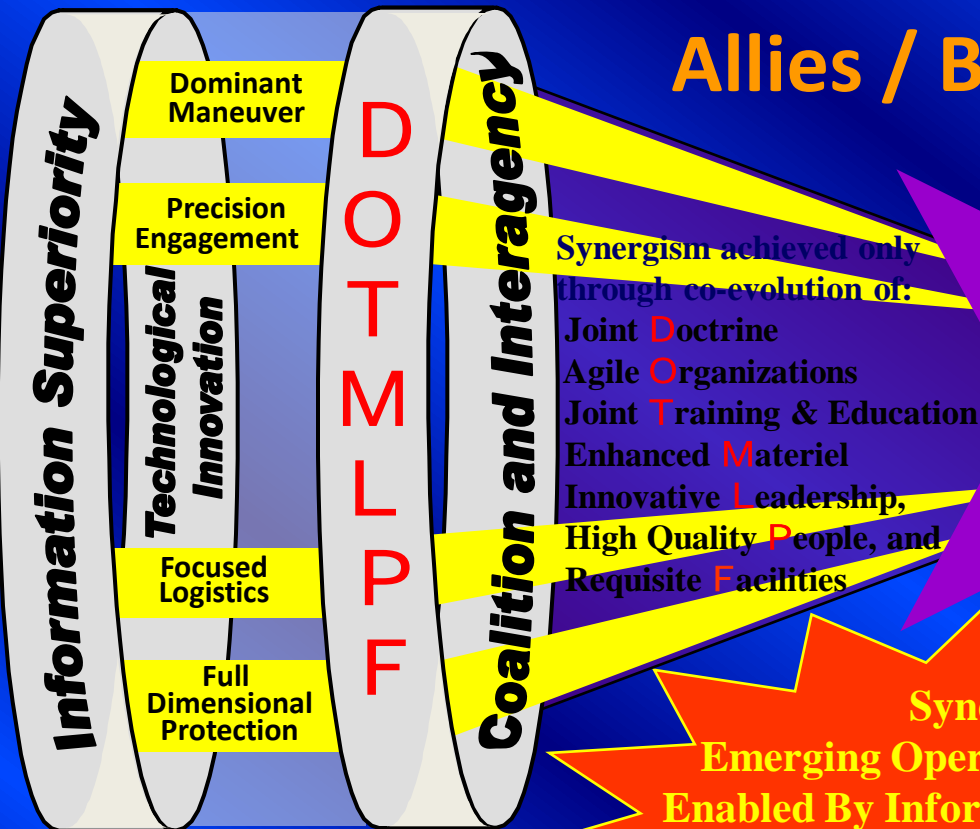 Allies / B
Information Superiority
Technological
Innovation
Dominant
Maneuver
Precision
Engagement
Focused
Logistics
Full
Dimensional
Protection
D
O
T
M
L
P
F
Coalition and Interagency
Synergism achieved only
through co-evolution of:
Joint Doctrine
Agile Organizations
Joint Training & Education
Enhanced Materiel
Innovative Leadership,
High Quality People, and
Requisite Facilities
Syn
Emerging Oper
Enabled By Infor